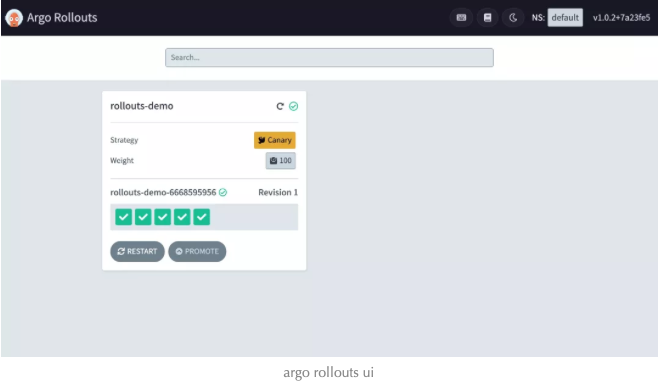 Argo Rollouts
NS: default v1.0.2+7a23fe5
Search...
rollouts-demo
Strategy Canary
Weight 100
rollouts-demo-6668595956 Revision 1
RESTART PROMOTE
argo rollouts ui